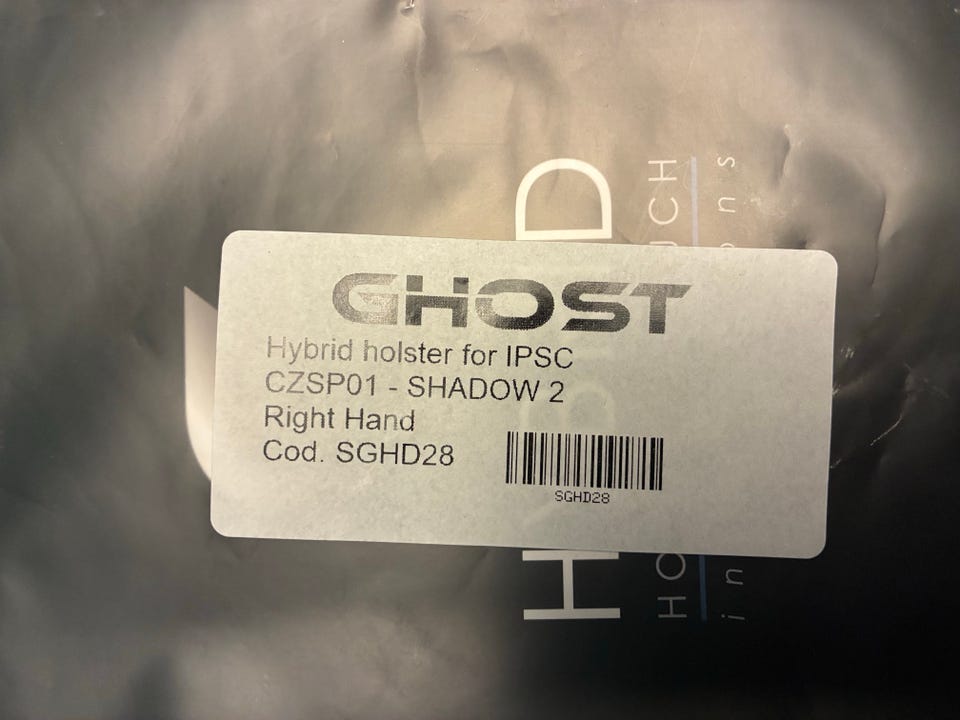 GHOST
Hybrid holster for IPSC
CZSP01 - SHADOW 2
Right Hand
Cod. SGHD28
SGHD28